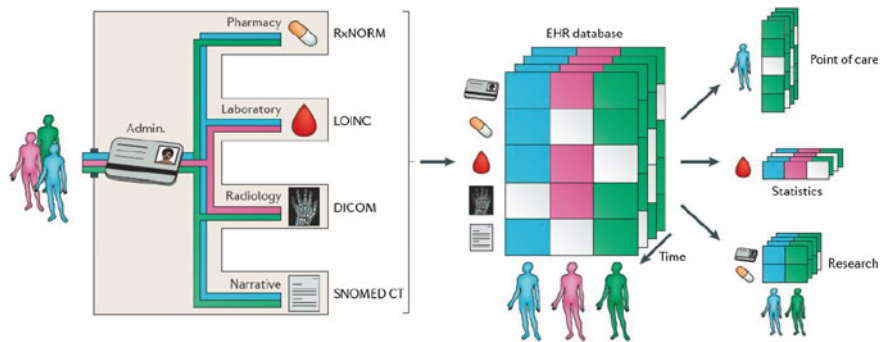 Pharmacy
RxNORM
Laboratory
LOINC
Admin.
Radiology
DICOM
Narrative
SNOMED CT
EHR database
Time
Point of care
Statistics
Research